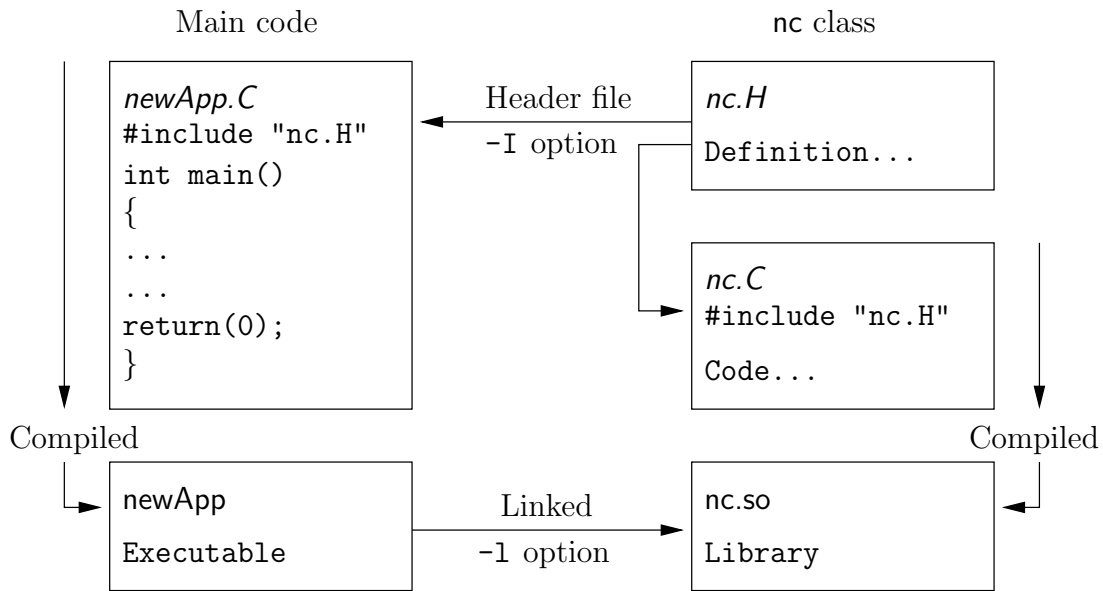 Main code
newApp.C
#include "nc.H"
int main()
{
...
...
return(0);
}
Header file
-I option
nc class
nc.H
Definition...
nc.C
#include "nc.H"
Code...
Compiled
Compiled
newApp
Executable
Linked
-l option
nc.so
Library